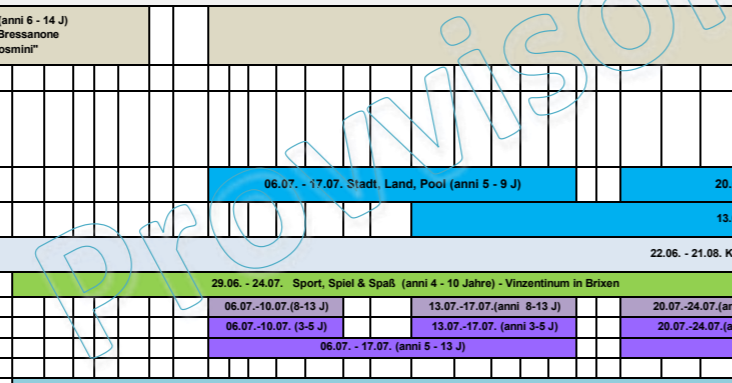 (anni 6 - 14 J)
Bressanone
osmini"
06.07. - 17.07. Stadt, Land, Pool (anni 5 - 9 J)
20.
13.
22.06. - 21.08. K
29.06. - 24.07. Sport, Spiel & Spaß (anni 4 - 10 Jahre) - Vinzentinum in Brixen
06.07.-10.07.(8-13 J)
13.07.-17.07.(anni 8-13 J)
20.07.-24.07.(an
06.07.-10.07. (3-5 J)
13.07.-17.07. (anni 3-5 J)
20.07.-24.07.(a
06.07. - 17.07. (anni 5 - 13 J)
Provvisor